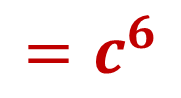 = c⁶